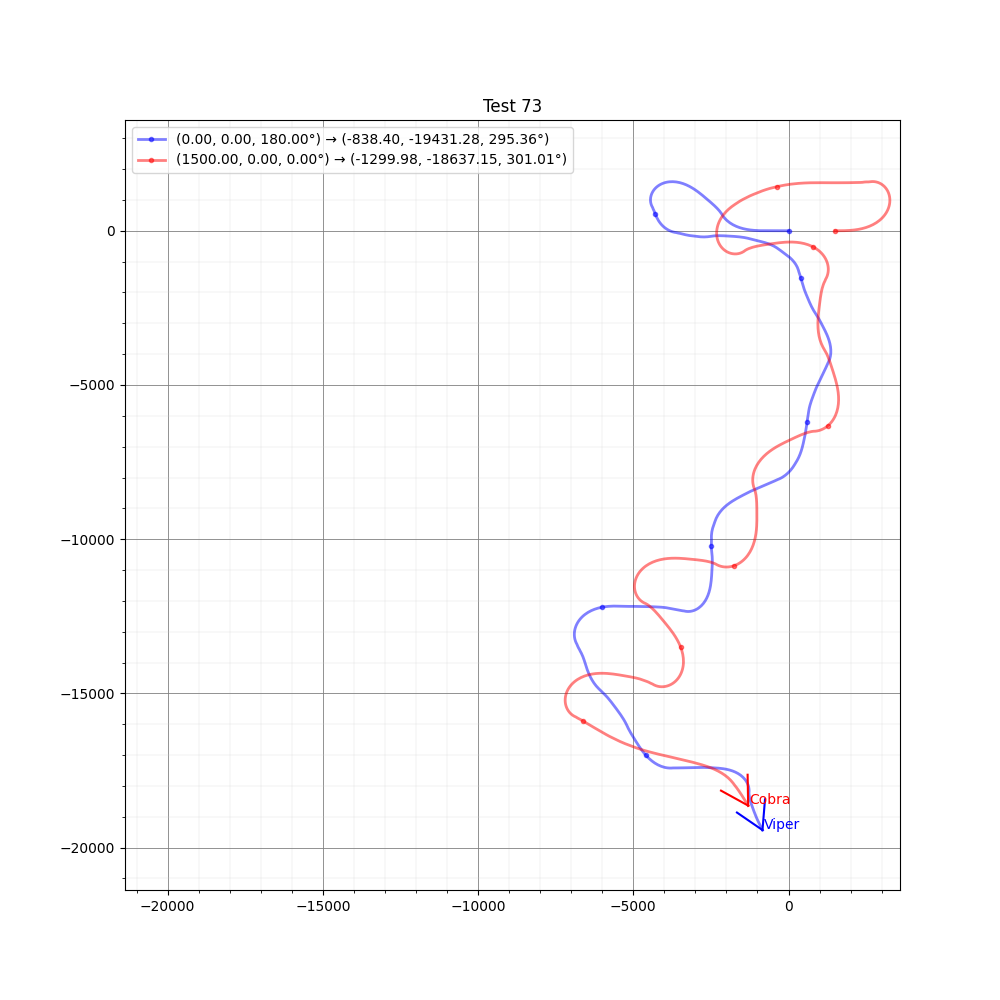 Test 73
(0.00, 0.00, 180.00°) → (-838.40, -19431.28, 295.36°)
(1500.00, 0.00, 0.00°) → (-1299.98, -18637.15, 301.01°)
0
−5000
−10000
−15000
−20000
Cobra
Viper
−20000 −15000 −10000 −5000 0